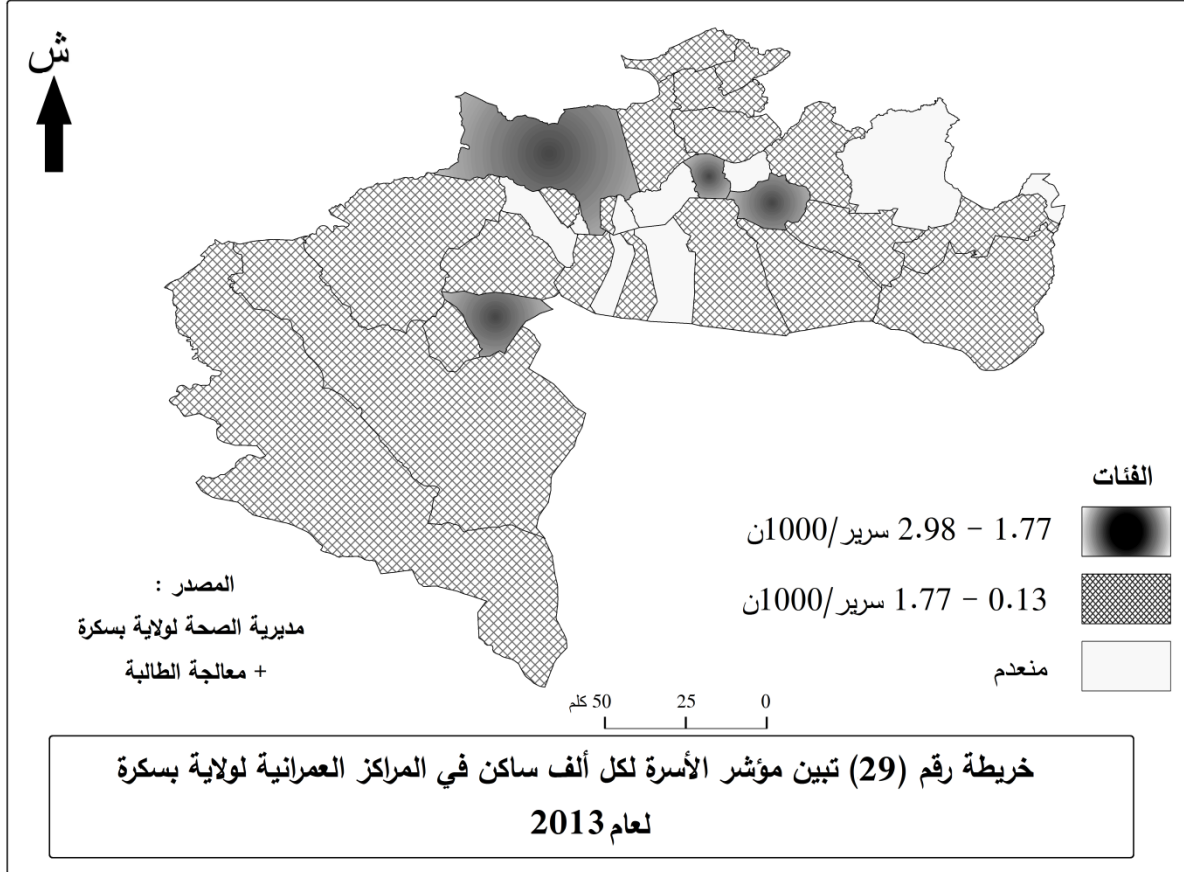 ش
الفئات
1.77 - 2.98 سرير/1000ن
0.13 - 1.77 سرير/1000ن
منعدم
المصدر :
مديرية الصحة لولاية بسكرة
+ معالجة الطالبة
0 25 50 كلم
خريطة رقم (29) تبين مؤشر الأسرة لكل ألف ساكن في المراكز العمرانية لولاية بسكرة
لعام 2013